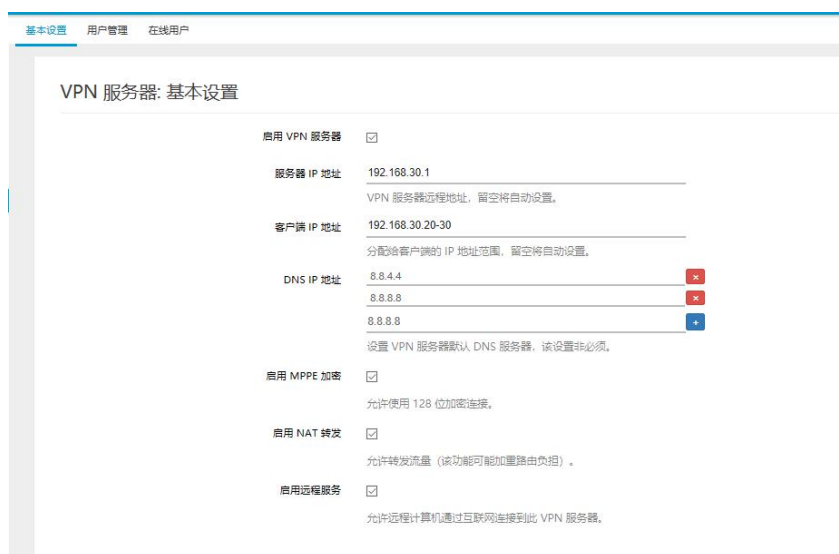 基本设置 用户管理 在线用户
VPN 服务器: 基本设置
启用 VPN 服务器
服务器 IP 地址 192.168.30.1
VPN 服务器远程地址，留空将自动设置。
客户端 IP 地址 192.168.30.20-30
分配给客户端的 IP 地址范围，留空将自动设置。
DNS IP 地址 8.8.4.4
8.8.8.8
8.8.8.8
设置 VPN 服务器默认 DNS 服务器，该设置非必须。
启用 MPPE 加密
允许使用 128 位加密连接。
启用 NAT 转发
允许转发流量（该功能可能加重路由负担）。
启用远程服务
允许远程计算机通过互联网连接到此 VPN 服务器。